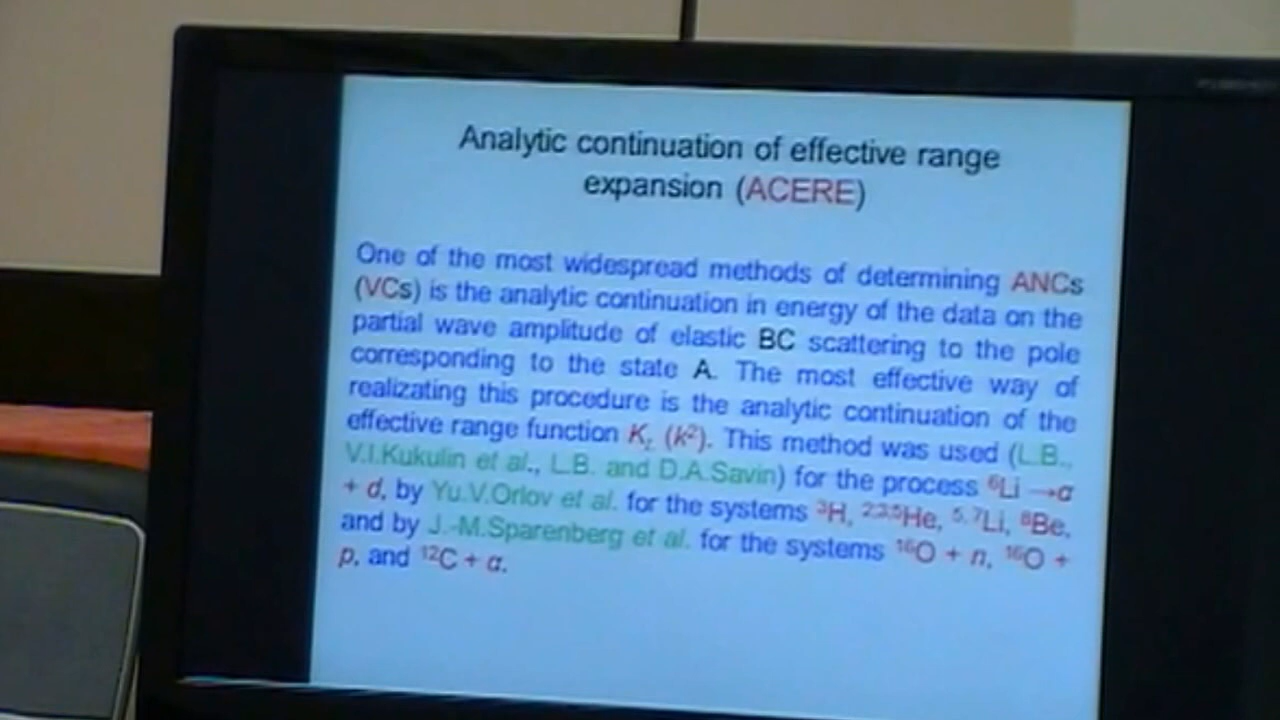 Analytic continuation of effective range
expansion (ACERE)
One of the most widespread methods of determining ANCs
(VCs) is the analytic continuation in energy of the data on the
partial wave amplitude of elastic BC scattering to the pole
corresponding to the state A. The most effective way of
realizating this procedure is the analytic continuation of the
effective range function K_L (k²). This method was used (L.B.,
V.I.Kukulin et al., L.B. and D.A.Savin) for the process ⁶Li →α
+ d, by Yu.V.Orlov et al. for the systems ³H, ²,³,⁵He, ⁵,⁷Li, ⁸Be,
and by J.-M.Sparenberg et al. for the systems ¹⁶O + n, ¹⁶O +
p, and ¹²C + α.